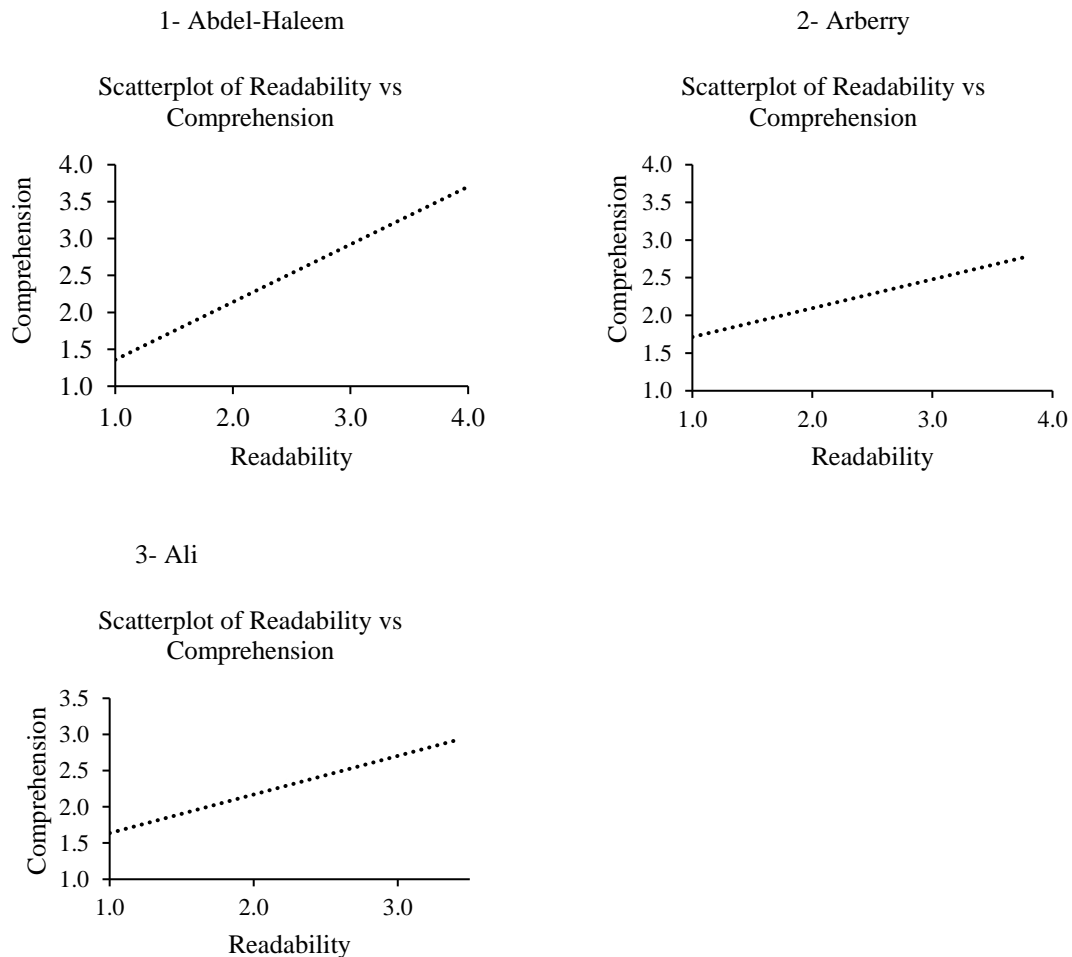 1- Abdel-Haleem
Scatterplot of Readability vs
Comprehension
Comprehension
4.0
3.5
3.0
2.5
2.0
1.5
1.0
1.0 2.0 3.0 4.0
Readability
2- Arberry
Scatterplot of Readability vs
Comprehension
Comprehension
4.0
3.5
3.0
2.5
2.0
1.5
1.0
1.0 2.0 3.0 4.0
Readability
3- Ali
Scatterplot of Readability vs
Comprehension
Comprehension
3.5
3.0
2.5
2.0
1.5
1.0
1.0 2.0 3.0
Readability